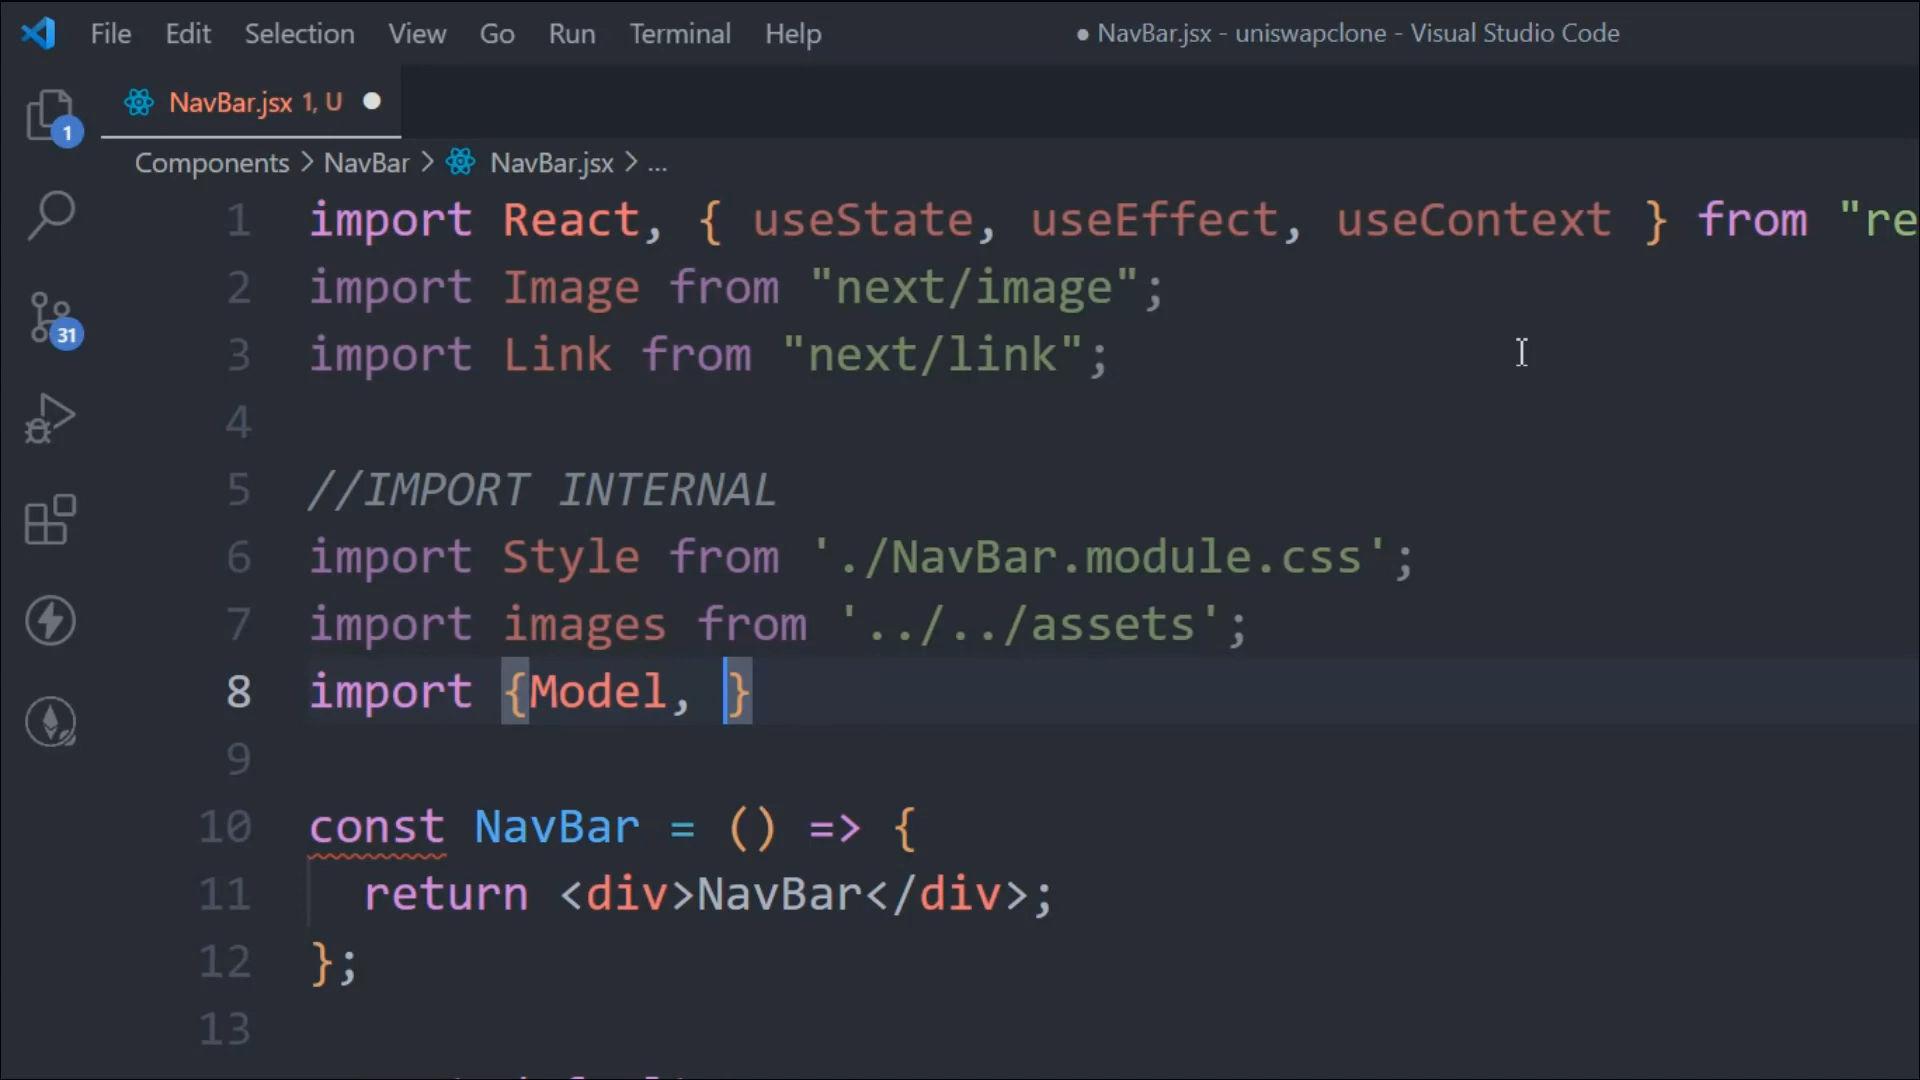 File Edit Selection View Go Run Terminal Help ● NavBar.jsx - uniswapclone - Visual Studio Code
NavBar.jsx 1, U ●
1
Components > NavBar > NavBar.jsx > ...
1 import React, { useState, useEffect, useContext } from "re
2 import Image from "next/image";
31
3 import Link from "next/link";
4
5 //IMPORT INTERNAL
6 import Style from './NavBar.module.css';
7 import images from '../../assets';
8 import {Model, }
9
10 const NavBar = () => {
11 return <div>NavBar</div>;
12 };
13